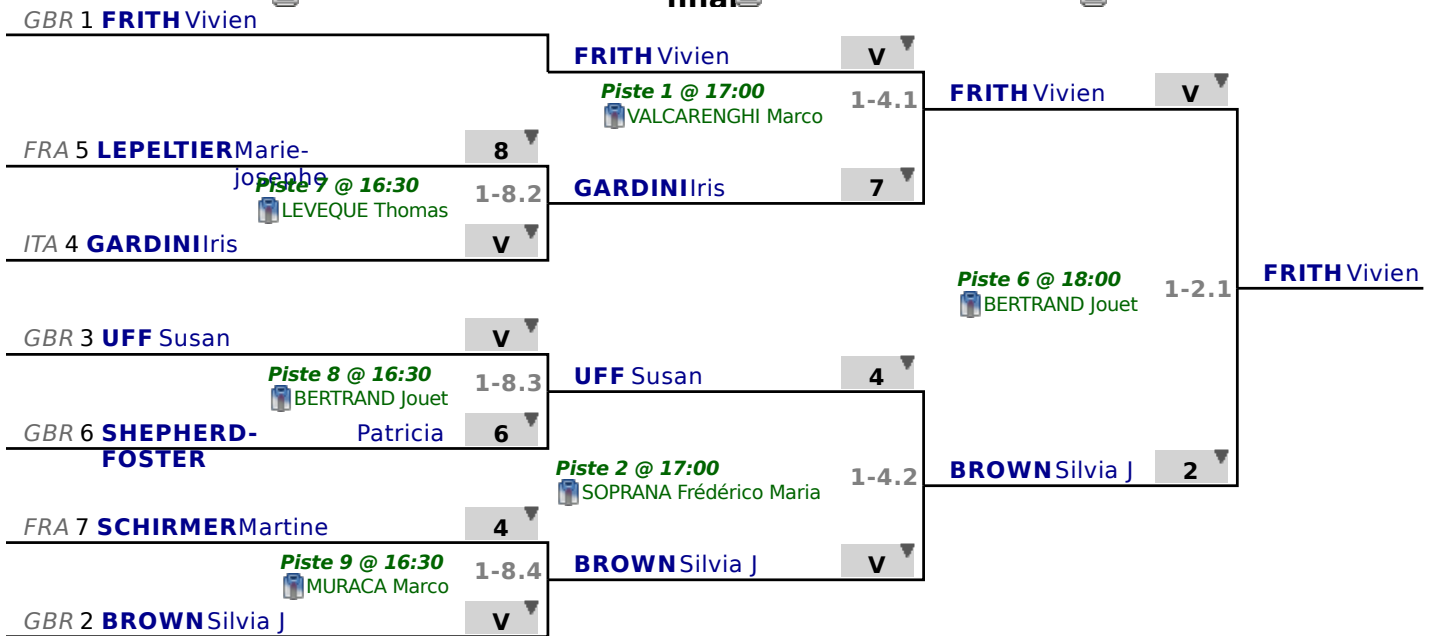 final
GBR 1 FRITH Vivien
FRITH Vivien V
Piste 1 @ 17:00
VALCARENGHI Marco
1-4.1
FRITH Vivien V
FRA 5 LEPELTIER Marie-josephe 8
Piste 7 @ 16:30
LEVEQUE Thomas
1-8.2
GARDINI Iris 7
ITA 4 GARDINI Iris V
Piste 6 @ 18:00
BERTRAND Jouet
1-2.1
FRITH Vivien
GBR 3 UFF Susan V
Piste 8 @ 16:30
BERTRAND Jouet
1-8.3
UFF Susan 4
GBR 6 SHEPHERD-FOSTER Patricia 6
Piste 2 @ 17:00
SOPRANA Frédérico Maria
1-4.2
BROWN Silvia J 2
FRA 7 SCHIRMER Martine 4
Piste 9 @ 16:30
MURACA Marco
1-8.4
BROWN Silvia J V
GBR 2 BROWN Silvia J V